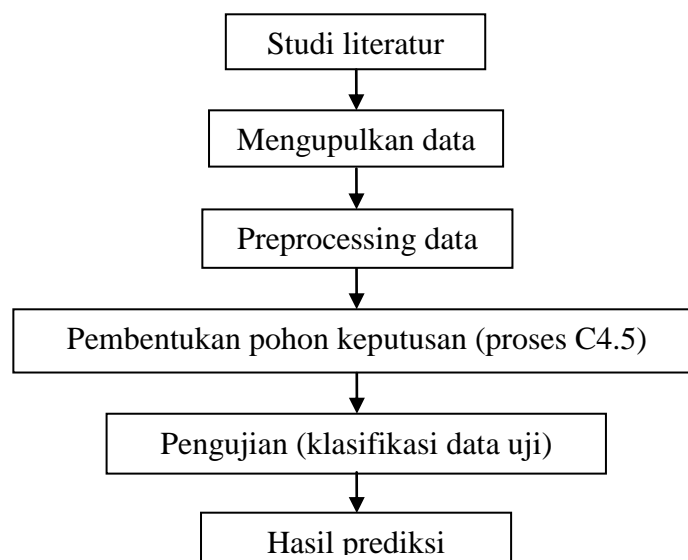 Studi literatur
Mengupulkan data
Preprocessing data
Pembentukan pohon keputusan (proses C4.5)
Pengujian (klasifikasi data uji)
Hasil prediksi